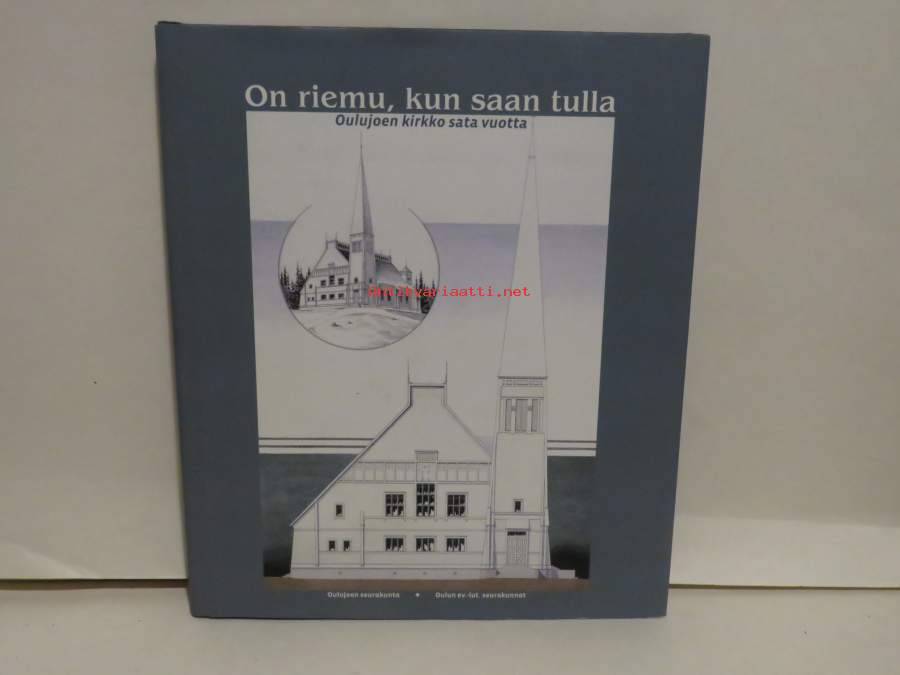 On riemu, kun saan tulla
Oulujoen kirkko sata vuotta
antikvariaatti.net
Oulujoen seurakunta • Oulun ev.-lut. seurakunnat